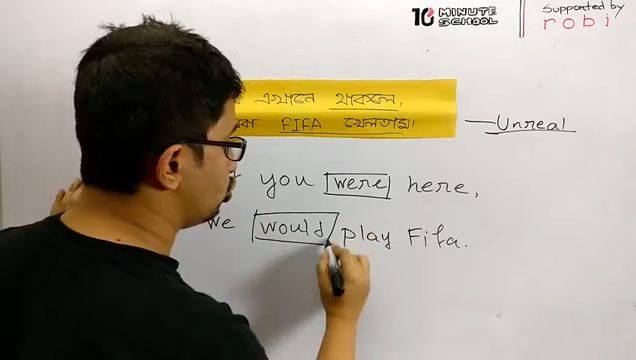 10 MINUTE SCHOOL
Supported by
robi
এখানে থাকলে,
FIFA খেলতাম।
—Unreal
you were here,
we would play Fifa.